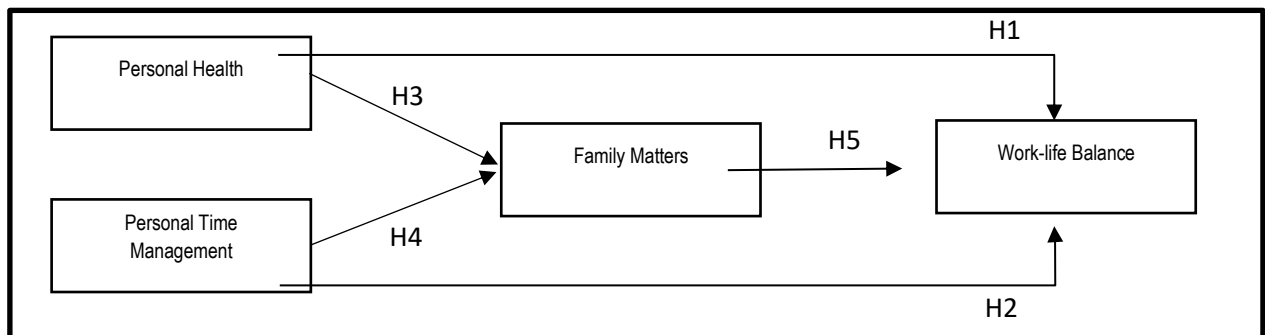 H1
Personal Health
H3
Family Matters
H5
Work-life Balance
Personal Time
Management
H4
H2